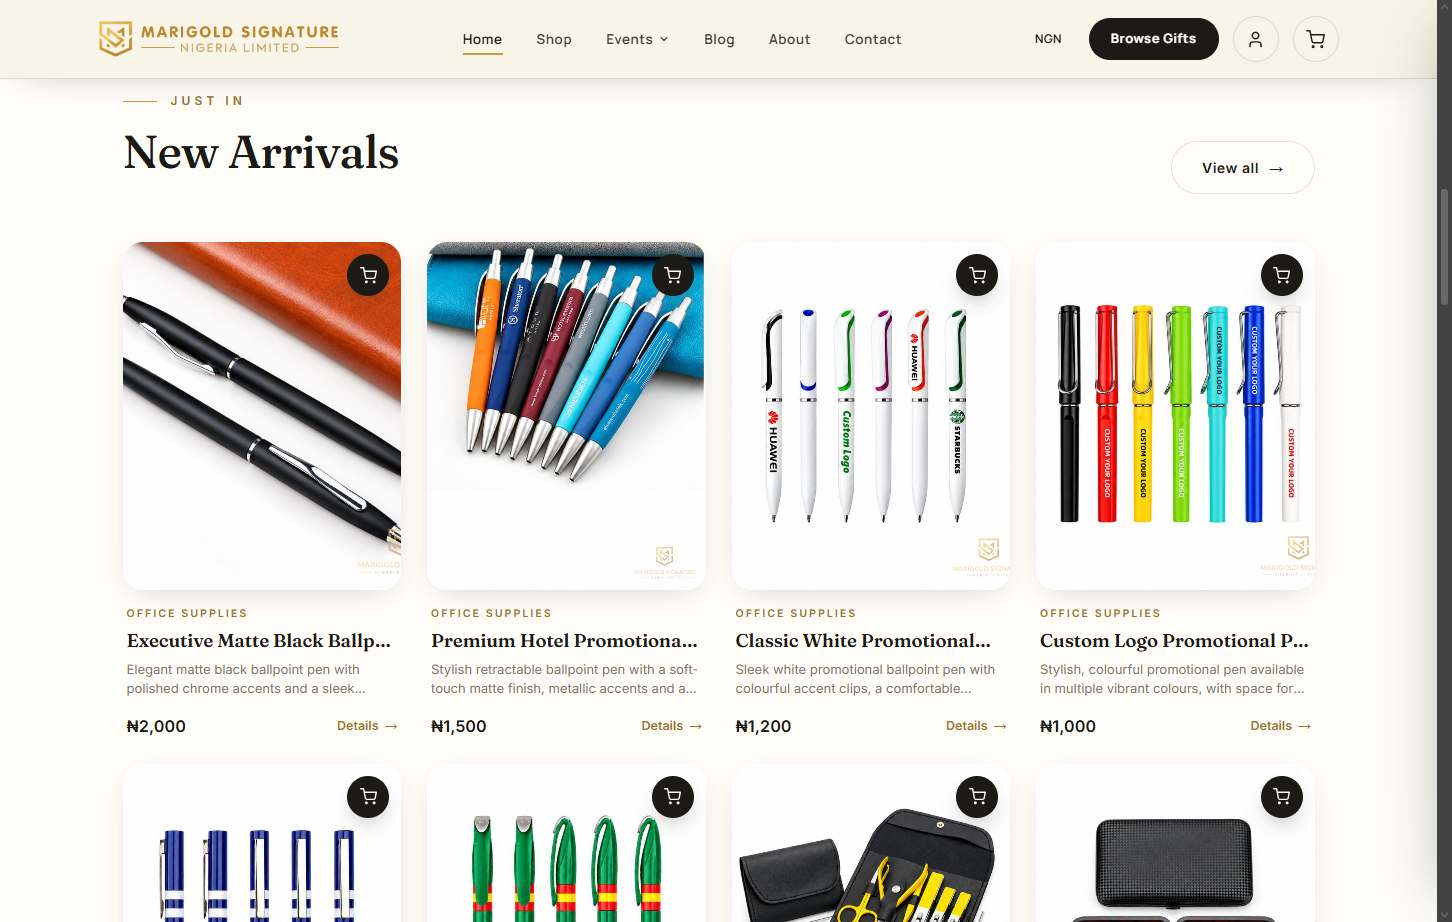 MARIGOLD SIGNATURE
NIGERIA LIMITED
Home
Shop
Events
Blog
About
Contact
NGN
Browse Gifts
JUST IN
New Arrivals
View all →
Sheraton
HUAWEI
Custom Logo
HUAWEI
STARBUCKS
CUSTOM YOUR LOGO
CUSTOM YOUR LOGO
CUSTOM YOUR LOGO
CUSTOM YOUR LOGO
CUSTOM YOUR LOGO
CUSTOM YOUR LOGO
MARIGOLD SIGNATURE
NIGERIA LIMITED
OFFICE SUPPLIES
Executive Matte Black Ballp...
Elegant matte black ballpoint pen with
polished chrome accents and a sleek...
₦2,000
Details →
OFFICE SUPPLIES
Premium Hotel Promotiona...
Stylish retractable ballpoint pen with a soft-
touch matte finish, metallic accents and a...
₦1,500
Details →
OFFICE SUPPLIES
Classic White Promotional...
Sleek white promotional ballpoint pen with
colourful accent clips, a comfortable...
₦1,200
Details →
OFFICE SUPPLIES
Custom Logo Promotional P...
Stylish, colourful promotional pen available
in multiple vibrant colours, with space for...
₦1,000
Details →